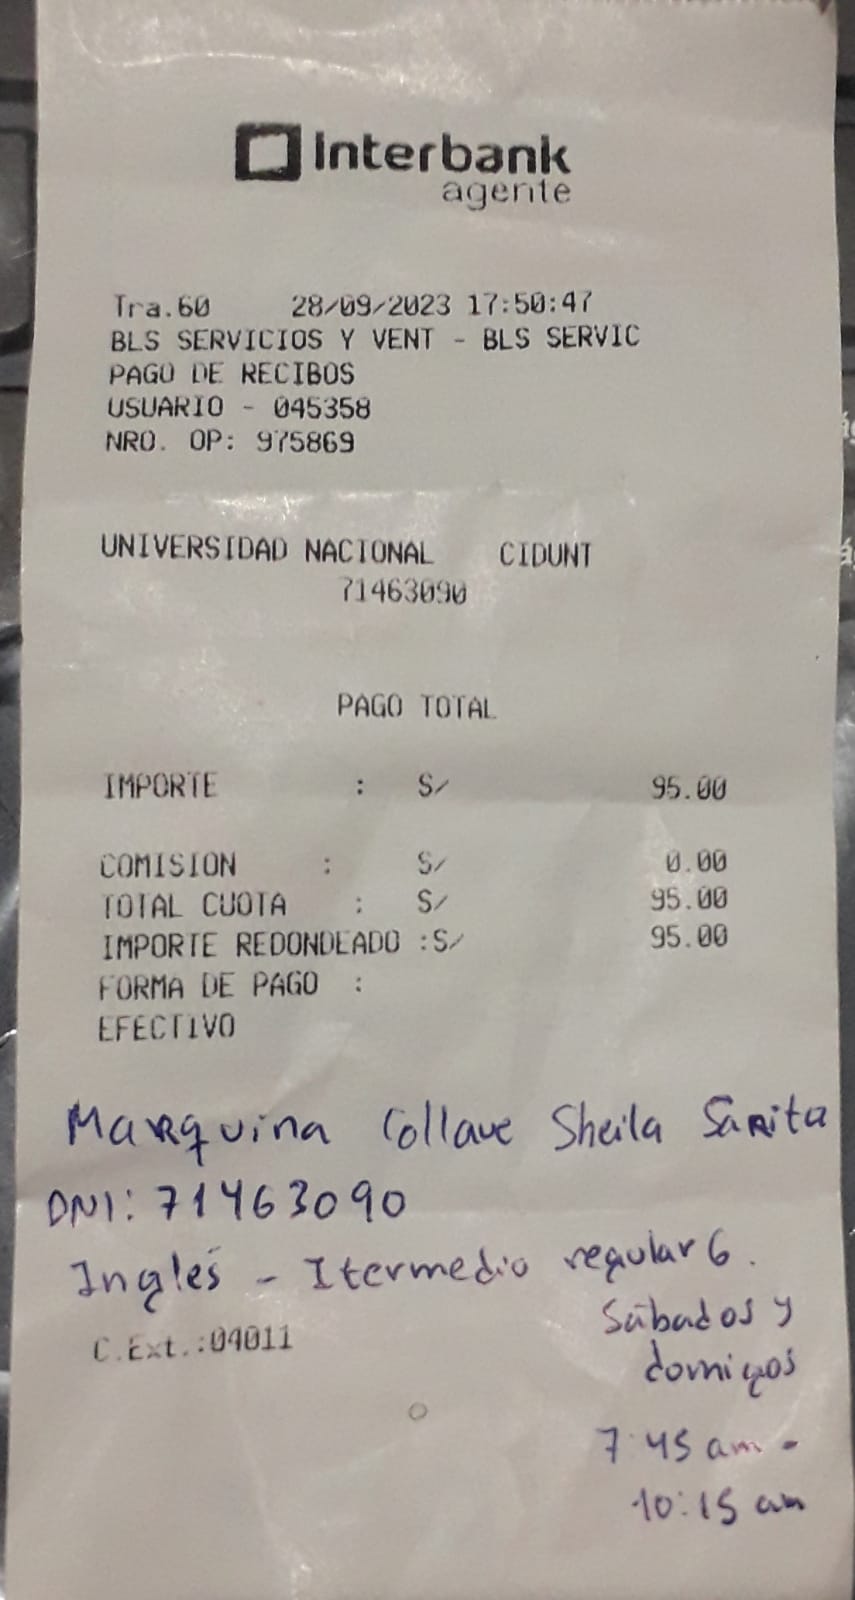 Interbank
agente
Tra.60 28/09/2023 17:50:47
BLS SERVICIOS Y VENT - BLS SERVIC
PAGO DE RECIBOS
USUARIO - 045358
NRO. OP: 975869
UNIVERSIDAD NACIONAL CIDUNT
71463090
PAGO TOTAL
IMPORTE : S/ 95.00
COMISION : S/ 0.00
TOTAL CUOTA : S/ 95.00
IMPORTE REDONDEADO :S/ 95.00
FORMA DE PAGO :
EFECTIVO
Marquina Collave Sheila Sarita
DNI: 71463090
Inglés - Itermedio regular 6.
Sábados y
domigos
C.Ext.:04011
7:45 am -
10:15 am